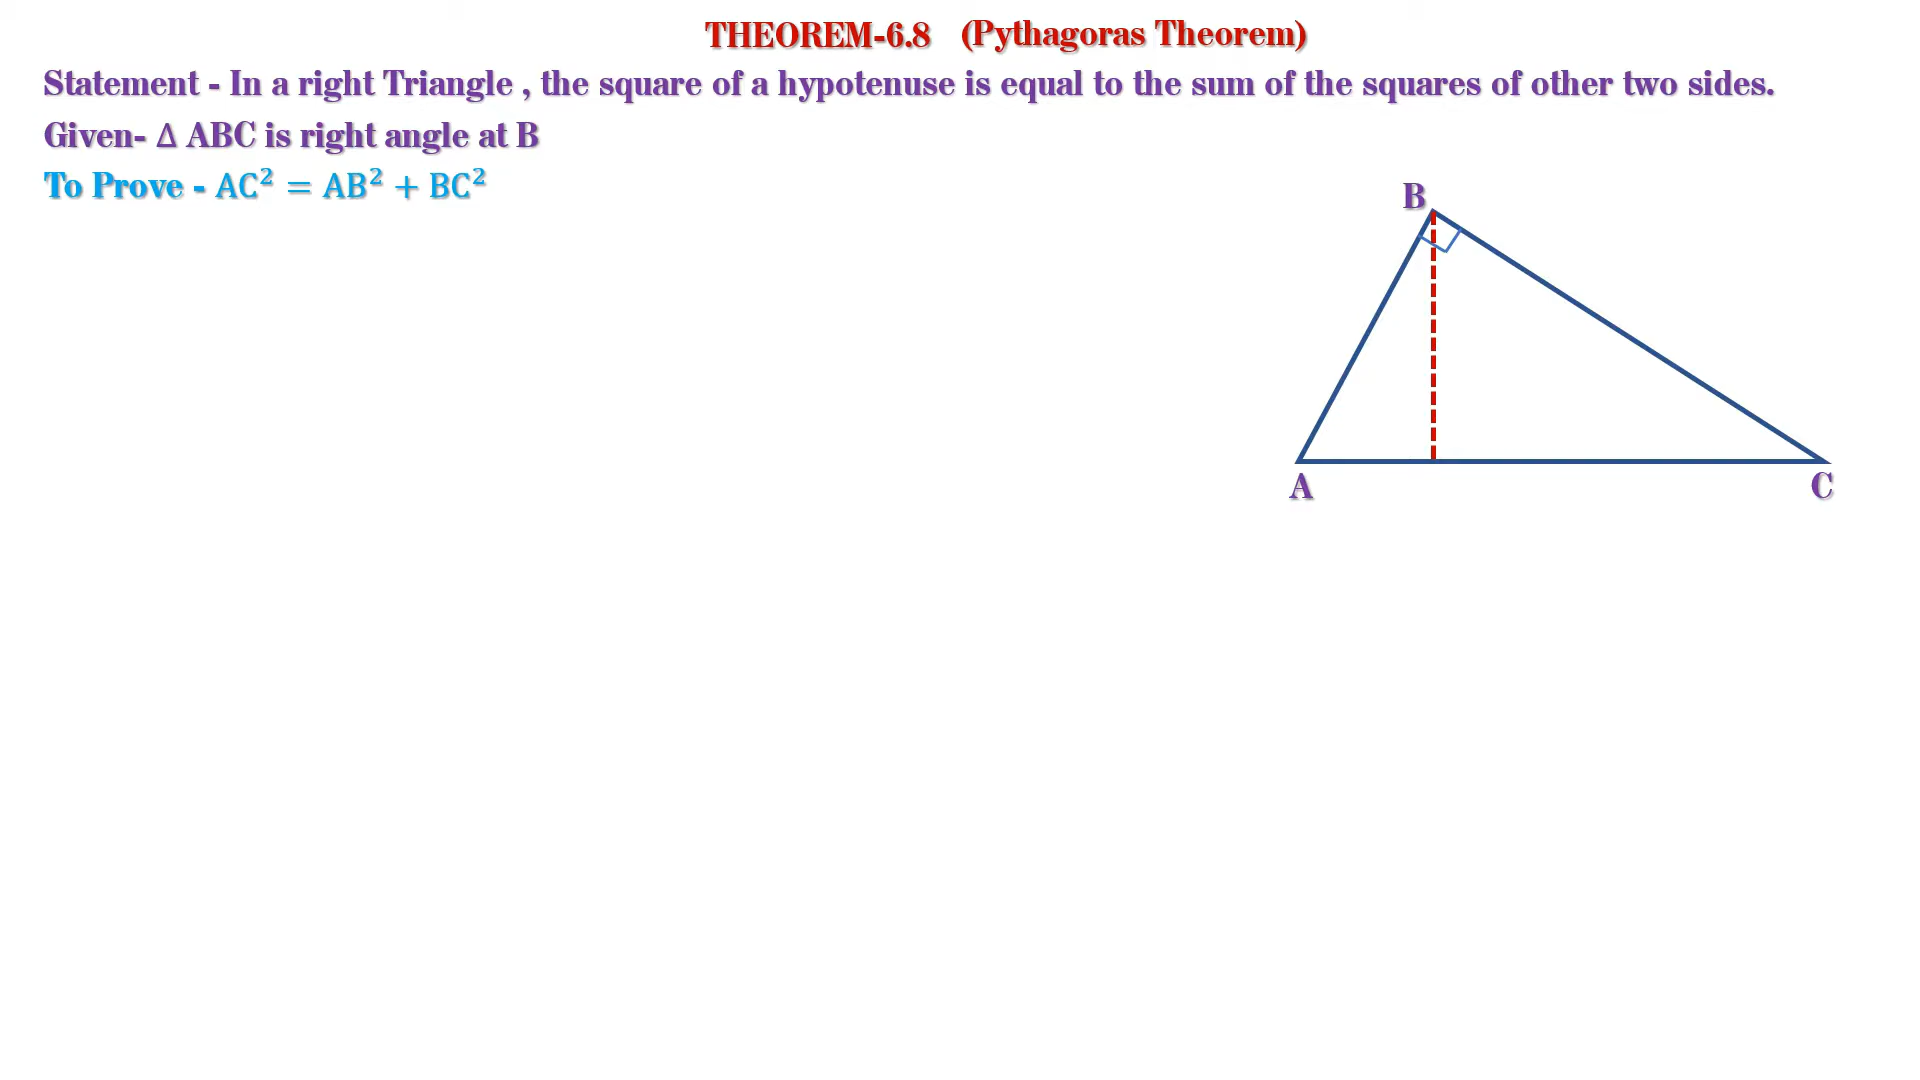 THEOREM-6.8 (Pythagoras Theorem)
Statement - In a right Triangle , the square of a hypotenuse is equal to the sum of the squares of other two sides.
Given- ∆ ABC is right angle at B
To Prove - AC² = AB² + BC²
B
A
C